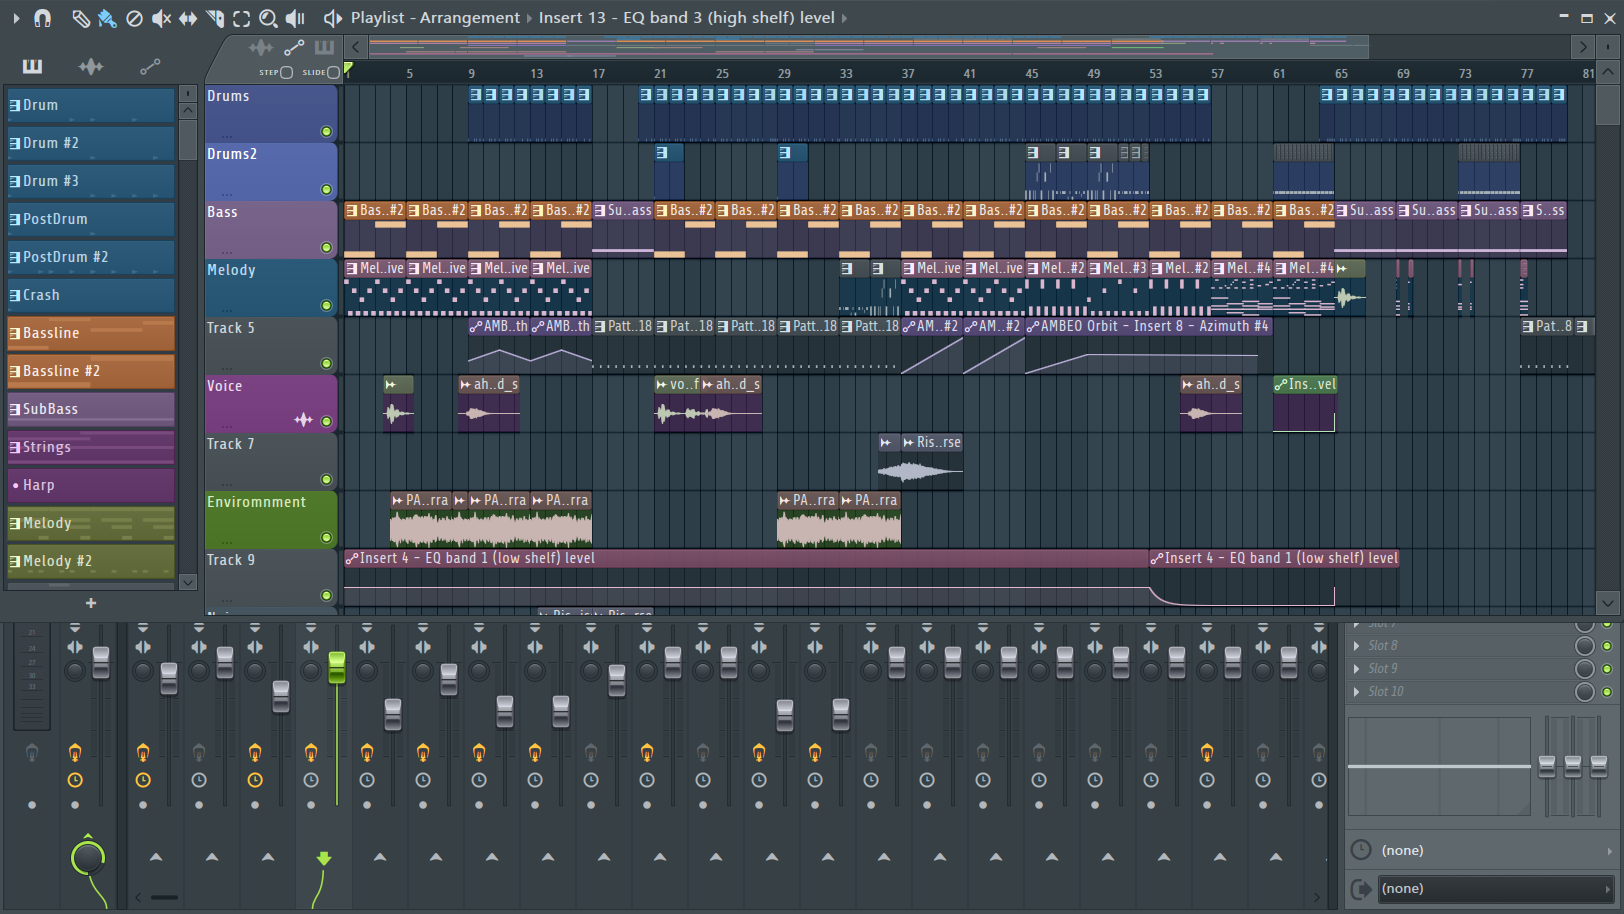 Playlist - Arrangement › Insert 13 - EQ band 3 (high shelf) level
STEP SLIDE
5 9 13 17 21 25 29 33 37 41 45 49 53 57 61 65 69 73 77 81
Drum
Drum #2
Drum #3
PostDrum
PostDrum #2
Crash
Bassline
Bassline #2
SubBass
Strings
Harp
Melody
Melody #2
+
Drums
Drums2
Bass
Bas..#2 Bas..#2 Bas..#2 Bas..#2 Su..ass Bas..#2 Bas..#2 Bas..#2 Bas..#2 Bas..#2 Bas..#2 Bas..#2 Bas..#2 Bas..#2 Bas..#2 Bas..#2 Su..ass Su..ass Su..ass S..ss
Melody
Mel..ive Mel..ive Mel..ive Mel..ive Mel..ive Mel..ive Mel..#2 Mel..#3 Mel..#2 Mel..#4 Mel..#4
Track 5
AMB..th AMB..th Patt..18 Pat..18 Patt..18 Patt..18 Patt..18 AM..#2 AM..#2 AMBEO Orbit - Insert 8 - Azimuth #4 Pat..8
Voice
ah..d_s vo..f ah..d_s ah..d_s Ins..vel
Track 7
Ris..rse
Enviromnment
PA..rra PA..rra PA..rra PA..rra PA..rra
Track 9
Insert 4 - EQ band 1 (low shelf) level Insert 4 - EQ band 1 (low shelf) level
21
24
27
30
33
Slot 7
Slot 8
Slot 9
Slot 10
(none)
(none)